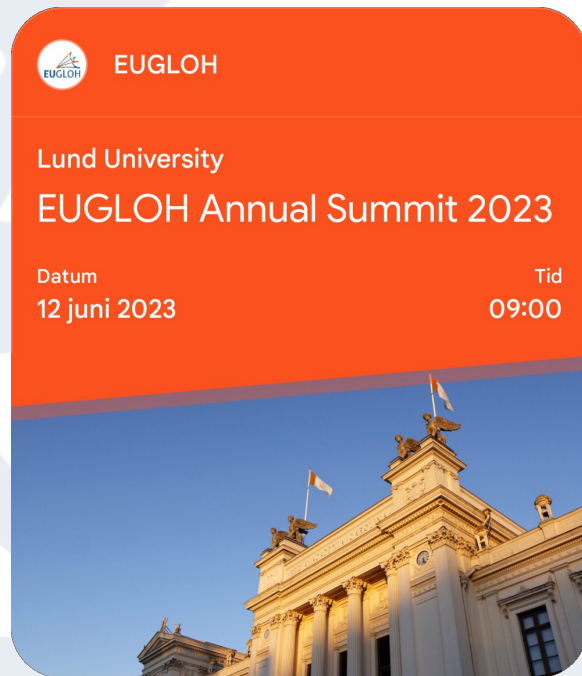 EUGLOH
EUGLOH
Lund University
EUGLOH Annual Summit 2023
Datum
Tid
12 juni 2023
09:00